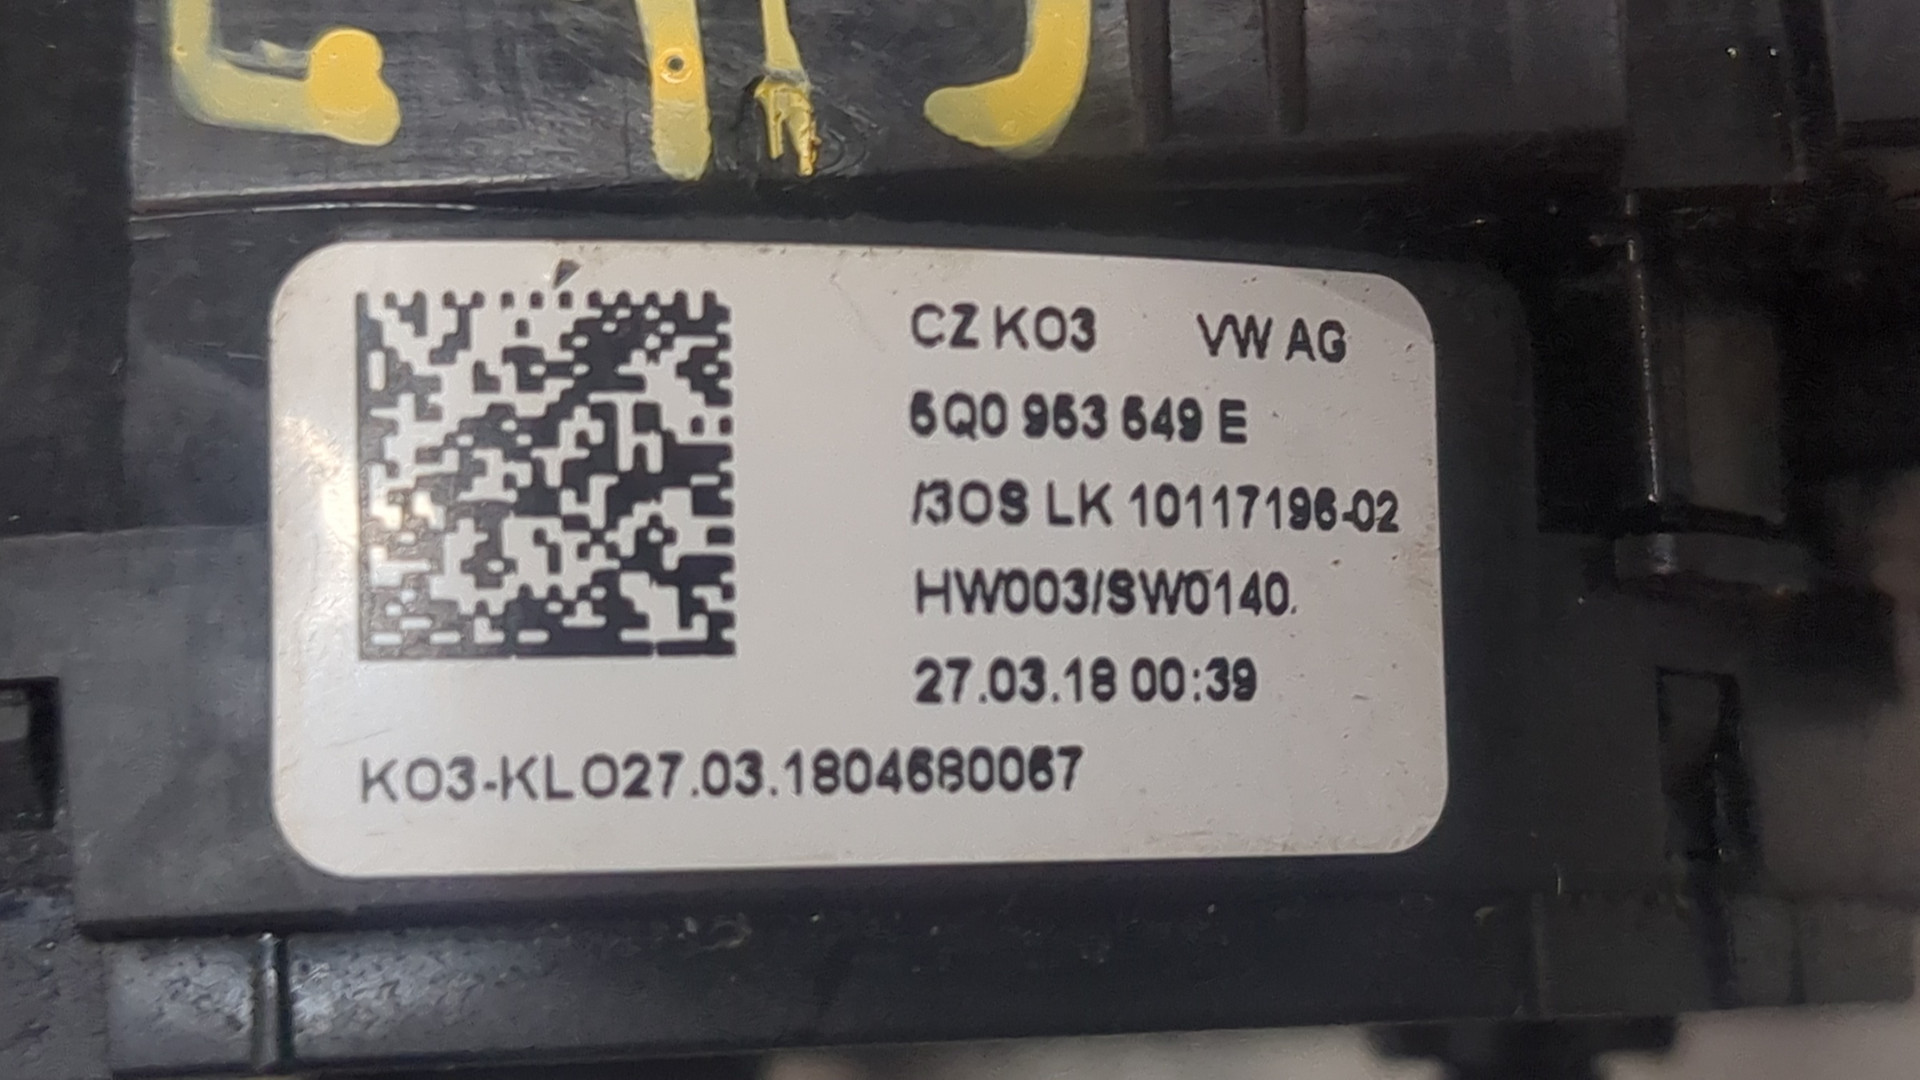 CZ KO3 VW AG
5Q0 953 549 E
/3OS LK 10117196-02
HW003/SW0140.
27.03.18 00:39
KO3-KLO27.03.1804680067